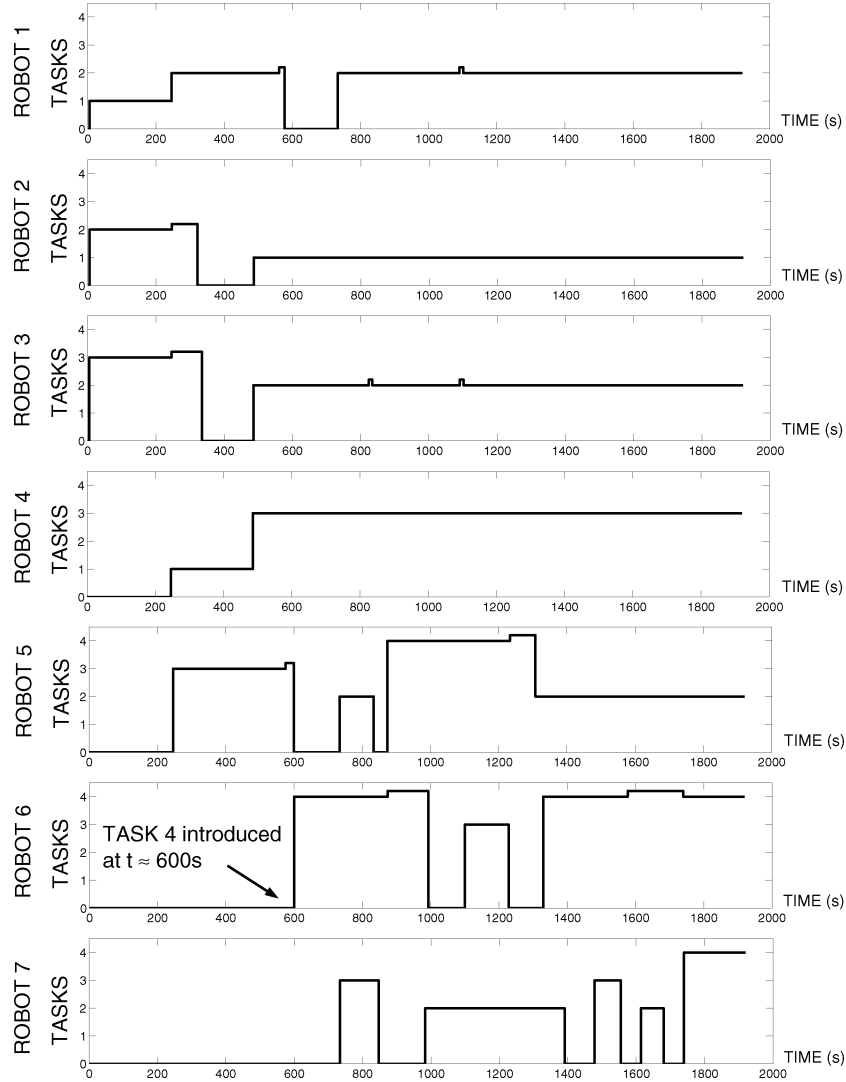 ROBOT 1
TASKS
4
3
2
1
0
0 200 400 600 800 1000 1200 1400 1600 1800 2000
TIME (s)
ROBOT 2
TASKS
4
3
2
1
0
0 200 400 600 800 1000 1200 1400 1600 1800 2000
TIME (s)
ROBOT 3
TASKS
4
3
2
1
0
0 200 400 600 800 1000 1200 1400 1600 1800 2000
TIME (s)
ROBOT 4
TASKS
4
3
2
1
0
0 200 400 600 800 1000 1200 1400 1600 1800 2000
TIME (s)
ROBOT 5
TASKS
4
3
2
1
0
0 200 400 600 800 1000 1200 1400 1600 1800 2000
TIME (s)
ROBOT 6
TASKS
4
3
2
1
0
TASK 4 introduced
at t ≈ 600s
0 200 400 600 800 1000 1200 1400 1600 1800 2000
TIME (s)
ROBOT 7
TASKS
4
3
2
1
0
0 200 400 600 800 1000 1200 1400 1600 1800 2000
TIME (s)